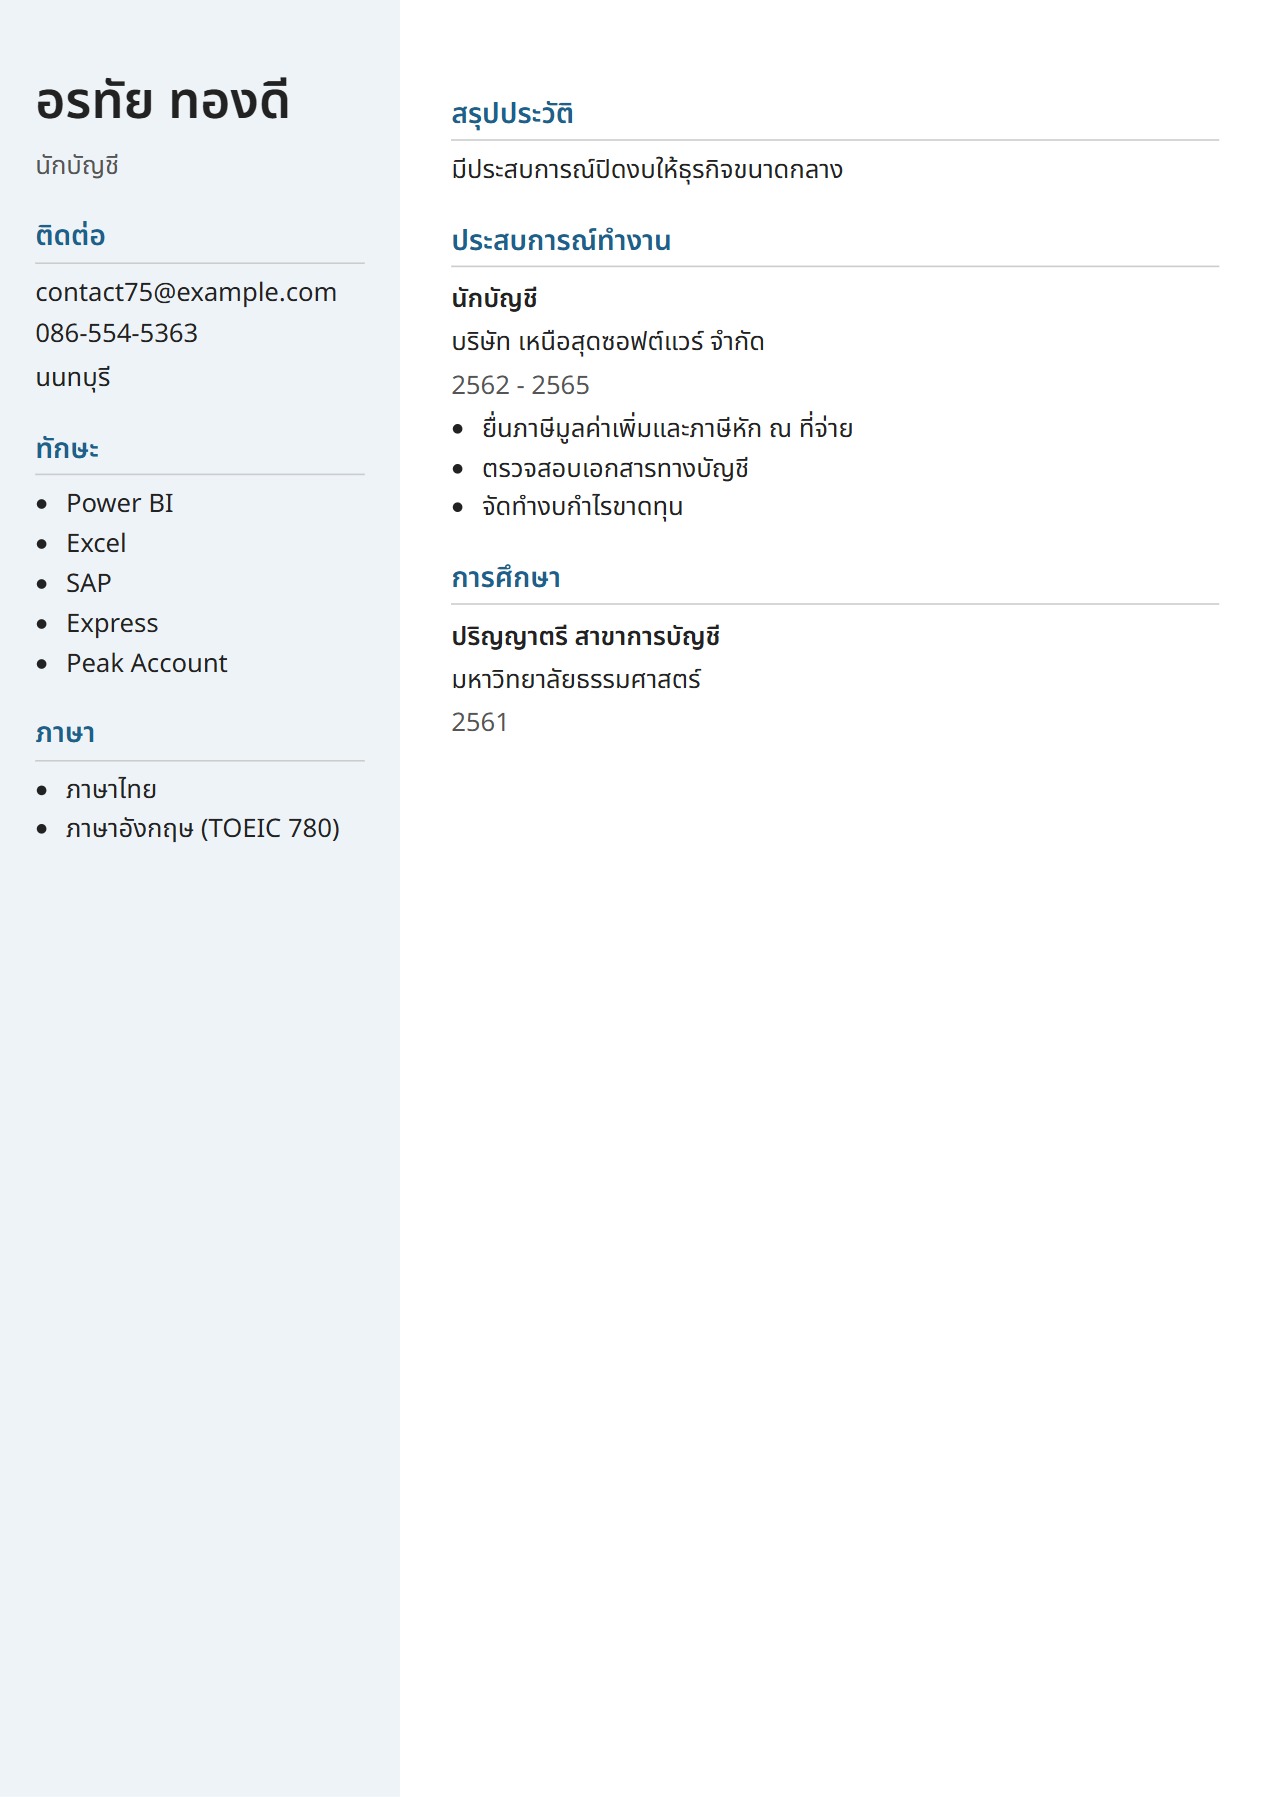 อรทัย ทองดี
นักบัญชี
ติดต่อ
contact75@example.com
086-554-5363
นนทบุรี
ทักษะ
• Power BI
• Excel
• SAP
• Express
• Peak Account
ภาษา
• ภาษาไทย
• ภาษาอังกฤษ (TOEIC 780)
สรุปประวัติ
มีประสบการณ์ปิดงบให้ธุรกิจขนาดกลาง
ประสบการณ์ทำงาน
นักบัญชี
บริษัท เหนือสุดซอฟต์แวร์ จำกัด
2562 - 2565
• ยื่นภาษีมูลค่าเพิ่มและภาษีหัก ณ ที่จ่าย
• ตรวจสอบเอกสารทางบัญชี
• จัดทำงบกำไรขาดทุน
การศึกษา
ปริญญาตรี สาขาการบัญชี
มหาวิทยาลัยธรรมศาสตร์
2561